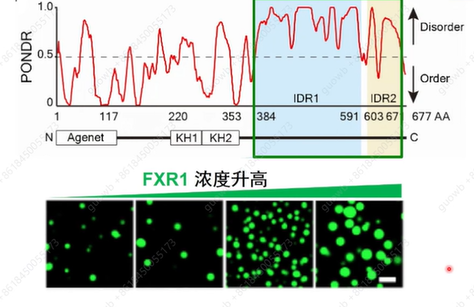 1.0
0.5
0
PONDR
Disorder
Order
IDR1 IDR2
1 117 220 353 384 591 603 67 677 AA
N Agenet KH1 KH2 C
FXR1 浓度升高